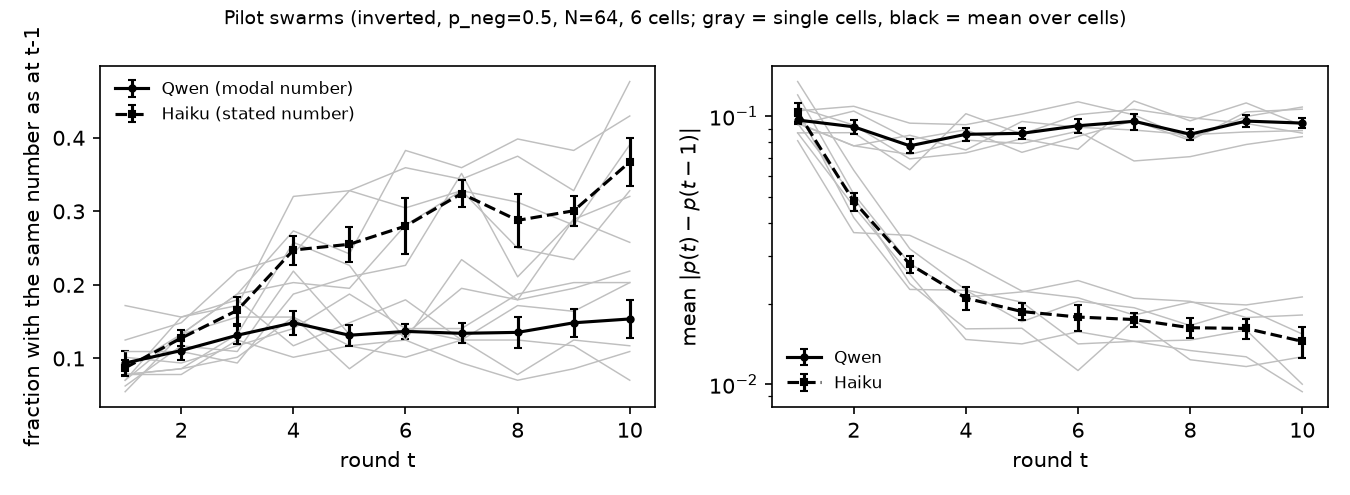 Pilot swarms (inverted, p_neg=0.5, N=64, 6 cells; gray = single cells, black = mean over cells)
fraction with the same number as at t-1
0.4
0.3
0.2
0.1
Qwen (modal number)
Haiku (stated number)
2 4 6 8 10
round t
mean |p(t) − p(t − 1)|
10⁻¹
10⁻²
Qwen
Haiku
2 4 6 8 10
round t